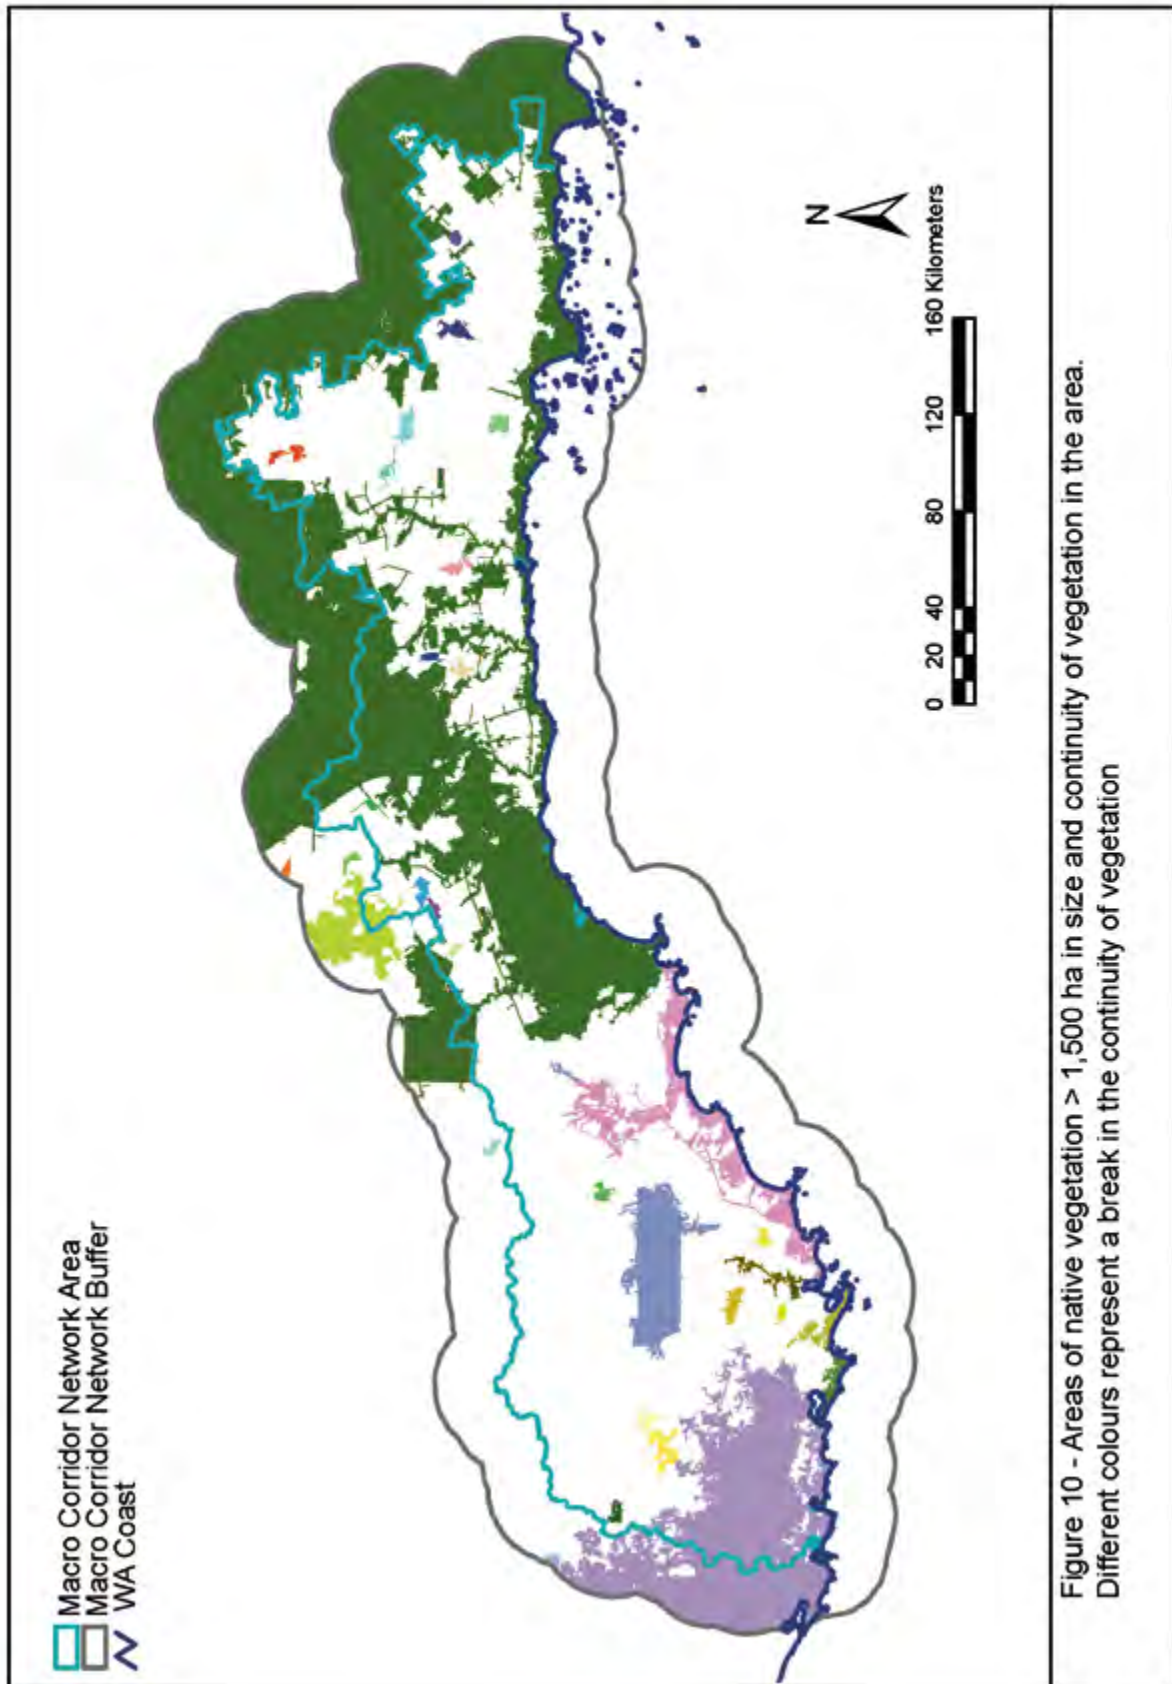 Macro Corridor Network Area
Macro Corridor Network Buffer
WA Coast
N
0 20 40 80 120 160 Kilometers
Figure 10 - Areas of native vegetation > 1,500 ha in size and continuity of vegetation in the area.
Different colours represent a break in the continuity of vegetation